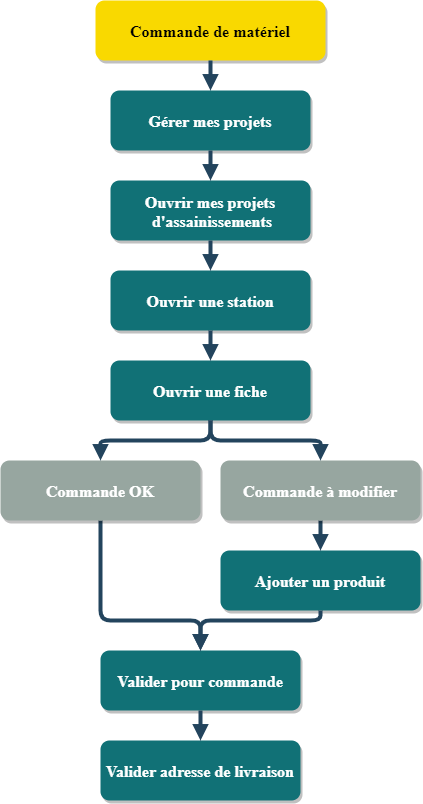 Commande de matériel
Gérer mes projets
Ouvrir mes projets
d'assainissements
Ouvrir une station
Ouvrir une fiche
Commande OK
Commande à modifier
Ajouter un produit
Valider pour commande
Valider adresse de livraison